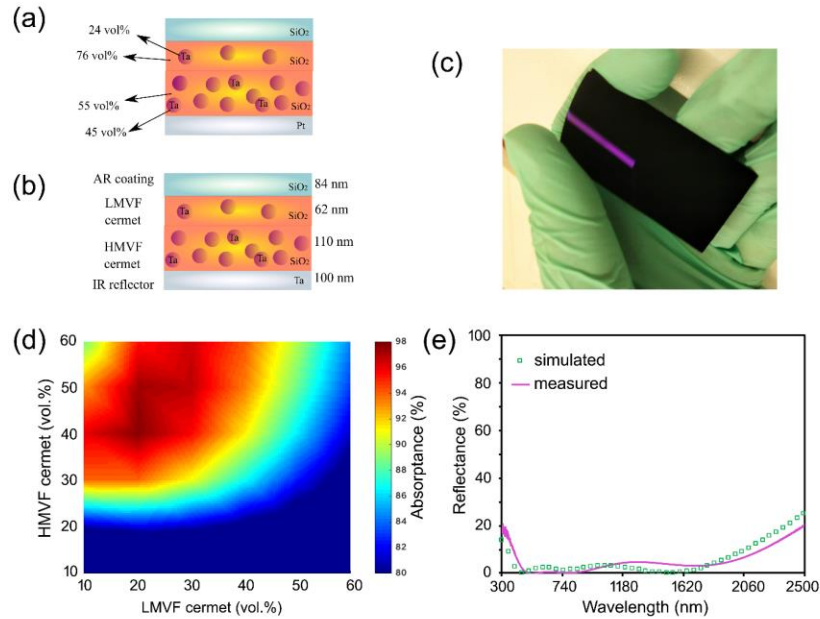 (a)
24 vol%
76 vol%
55 vol%
45 vol%
SiO₂
Ta
SiO₂
Ta
Ta
Ta
SiO₂
Pt
(b)
AR coating
SiO₂
84 nm
LMVF
cermet
Ta
SiO₂
62 nm
HMVF
cermet
Ta
Ta
Ta
SiO₂
110 nm
IR reflector
Ta
100 nm
(c)
(d)
HMVF cermet (vol.%)
60
50
40
30
20
10
10 20 30 40 50 60
LMVF cermet (vol.%)
98
96
94
92
90
88
86
84
82
80
Absorptance (%)
(e)
Reflectance (%)
100
80
60
40
20
0
simulated
measured
300 740 1180 1620 2060 2500
Wavelength (nm)